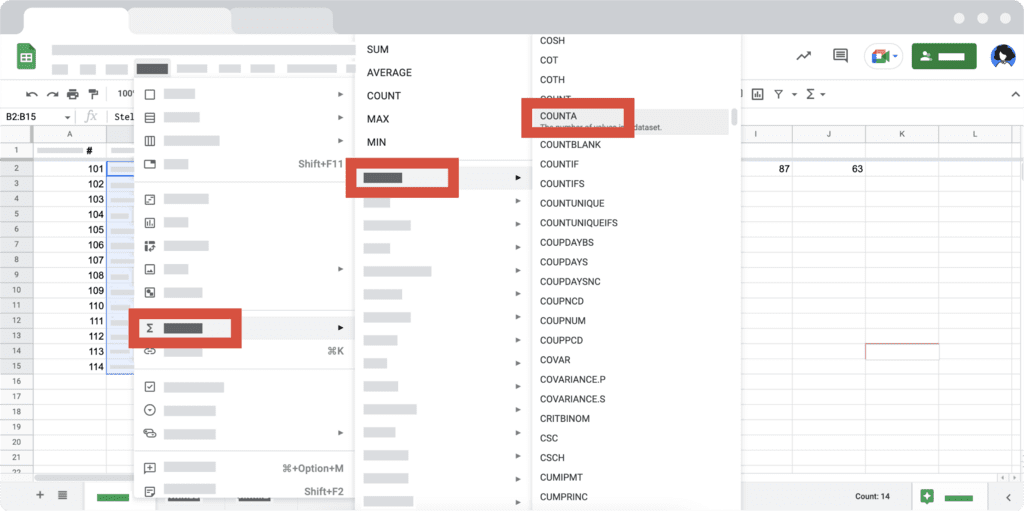 SUM
AVERAGE
COUNT
MAX
MIN
COSH
COT
COTH
COUNT
COUNTA
The number of values in a dataset.
COUNTBLANK
COUNTIF
COUNTIFS
COUNTUNIQUE
COUNTUNIQUEIFS
COUPDAYBS
COUPDAYS
COUPDAYSNC
COUPNCD
COUPNUM
COUPPCD
COVAR
COVARIANCE.P
COVARIANCE.S
CRITBINOM
CSC
CSCH
CUMIPMT
CUMPRINC
100%
B2:B15
fx
Stel
Shift+F11
Σ
⌘K
⌘+Option+M
Shift+F2
Σ
A I J K L
1 #
2 101 87 63
3 102
4 103
5 104
6 105
7 106
8 107
9 108
10 109
11 110
12 111
13 112
14 113
15 114
16
17
18
19
20
21
22
Count: 14